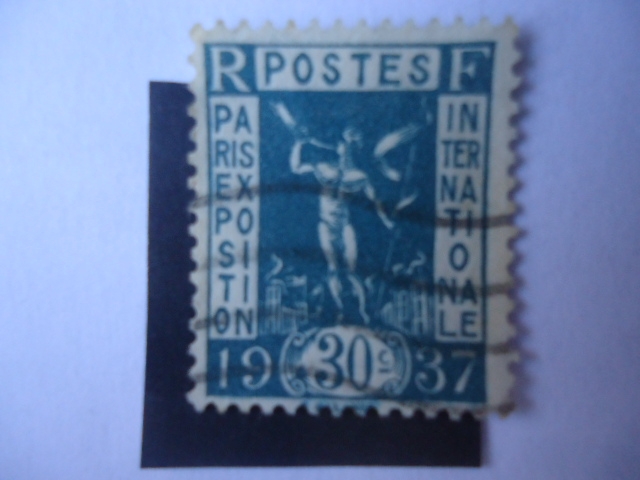 R POSTES F
PARIS EXPOSITION
INTERNATIONALE
19 30c 37